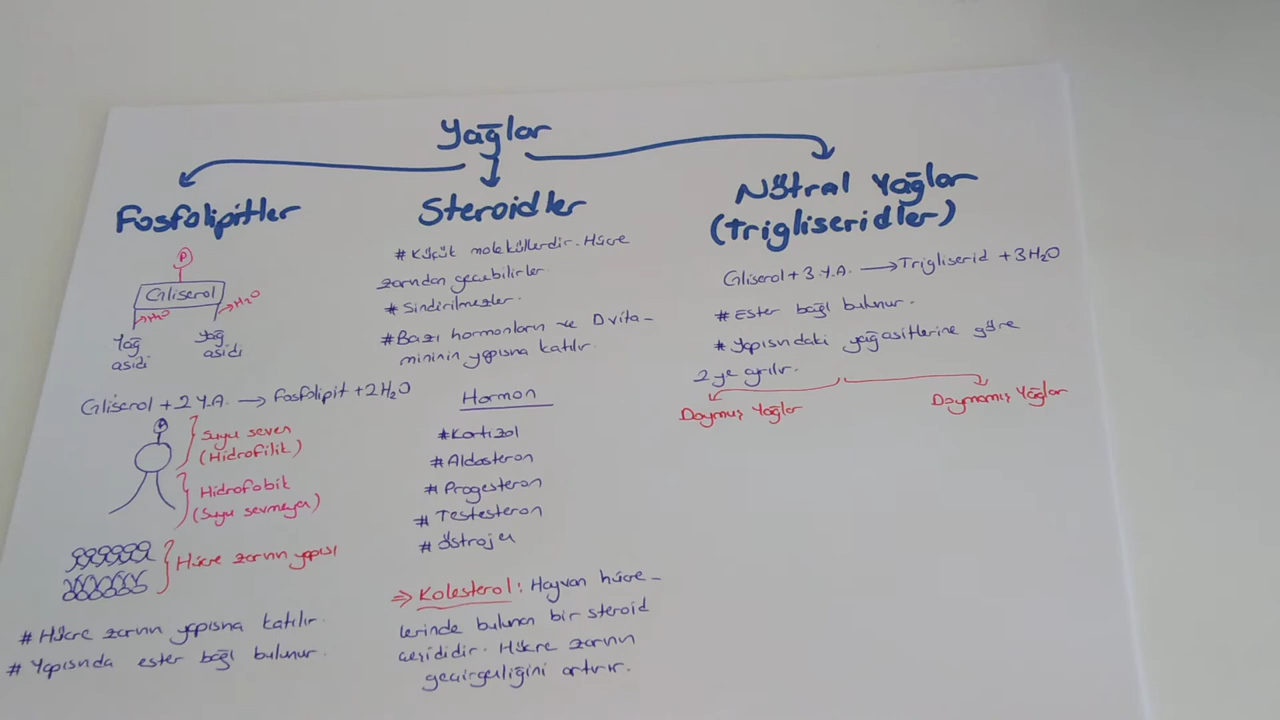 Yağlar
Fosfolipitler
P
Gliserol
H2O
H2O
Yağ
asidi
Yağ
asidi
Gliserol + 2 Y.A. → Fosfolipit + 2H2O
P
Suyu seven
(Hidrofilik)
Hidrofobik
(Suyu sevmeyen)
Hücre zarının yapısı
# Hücre zarının yapısına katılır.
# Yapısında ester bağı bulunur.
Steroidler
# Küçük moleküllerdir. Hücre
zarından geçebilirler.
# Sindirilmezler.
# Bazı hormonların ve D vita-
mininin yapısına katılır.
Hormon
# Kortizol
# Aldosteron
# Progesteron
# Testesteron
# Östrojen
⇒ Kolesterol: Hayvan hücre-
lerinde bulunan bir steroid
çeşididir. Hücre zarının
geçirgenliğini artırır.
Nötral Yağlar
(Trigliseridler)
Gliserol + 3 Y.A. → Trigliserid + 3H2O
* Ester bağı bulunur.
* Yapısındaki yağ asitlerine göre
2 ye ayrılır.
Doymuş Yağlar
Doymamış Yağlar